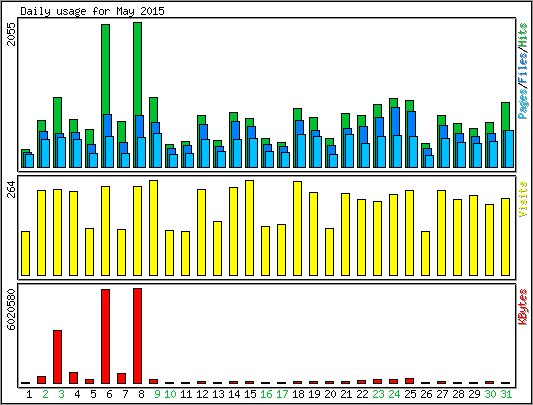 Daily usage for May 2015
2055
Pages/Files/Hits
264
Visits
6020580
KBytes
1 2 3 4 5 6 7 8 9 10 11 12 13 14 15 16 17 18 19 20 21 22 23 24 25 26 27 28 29 30 31